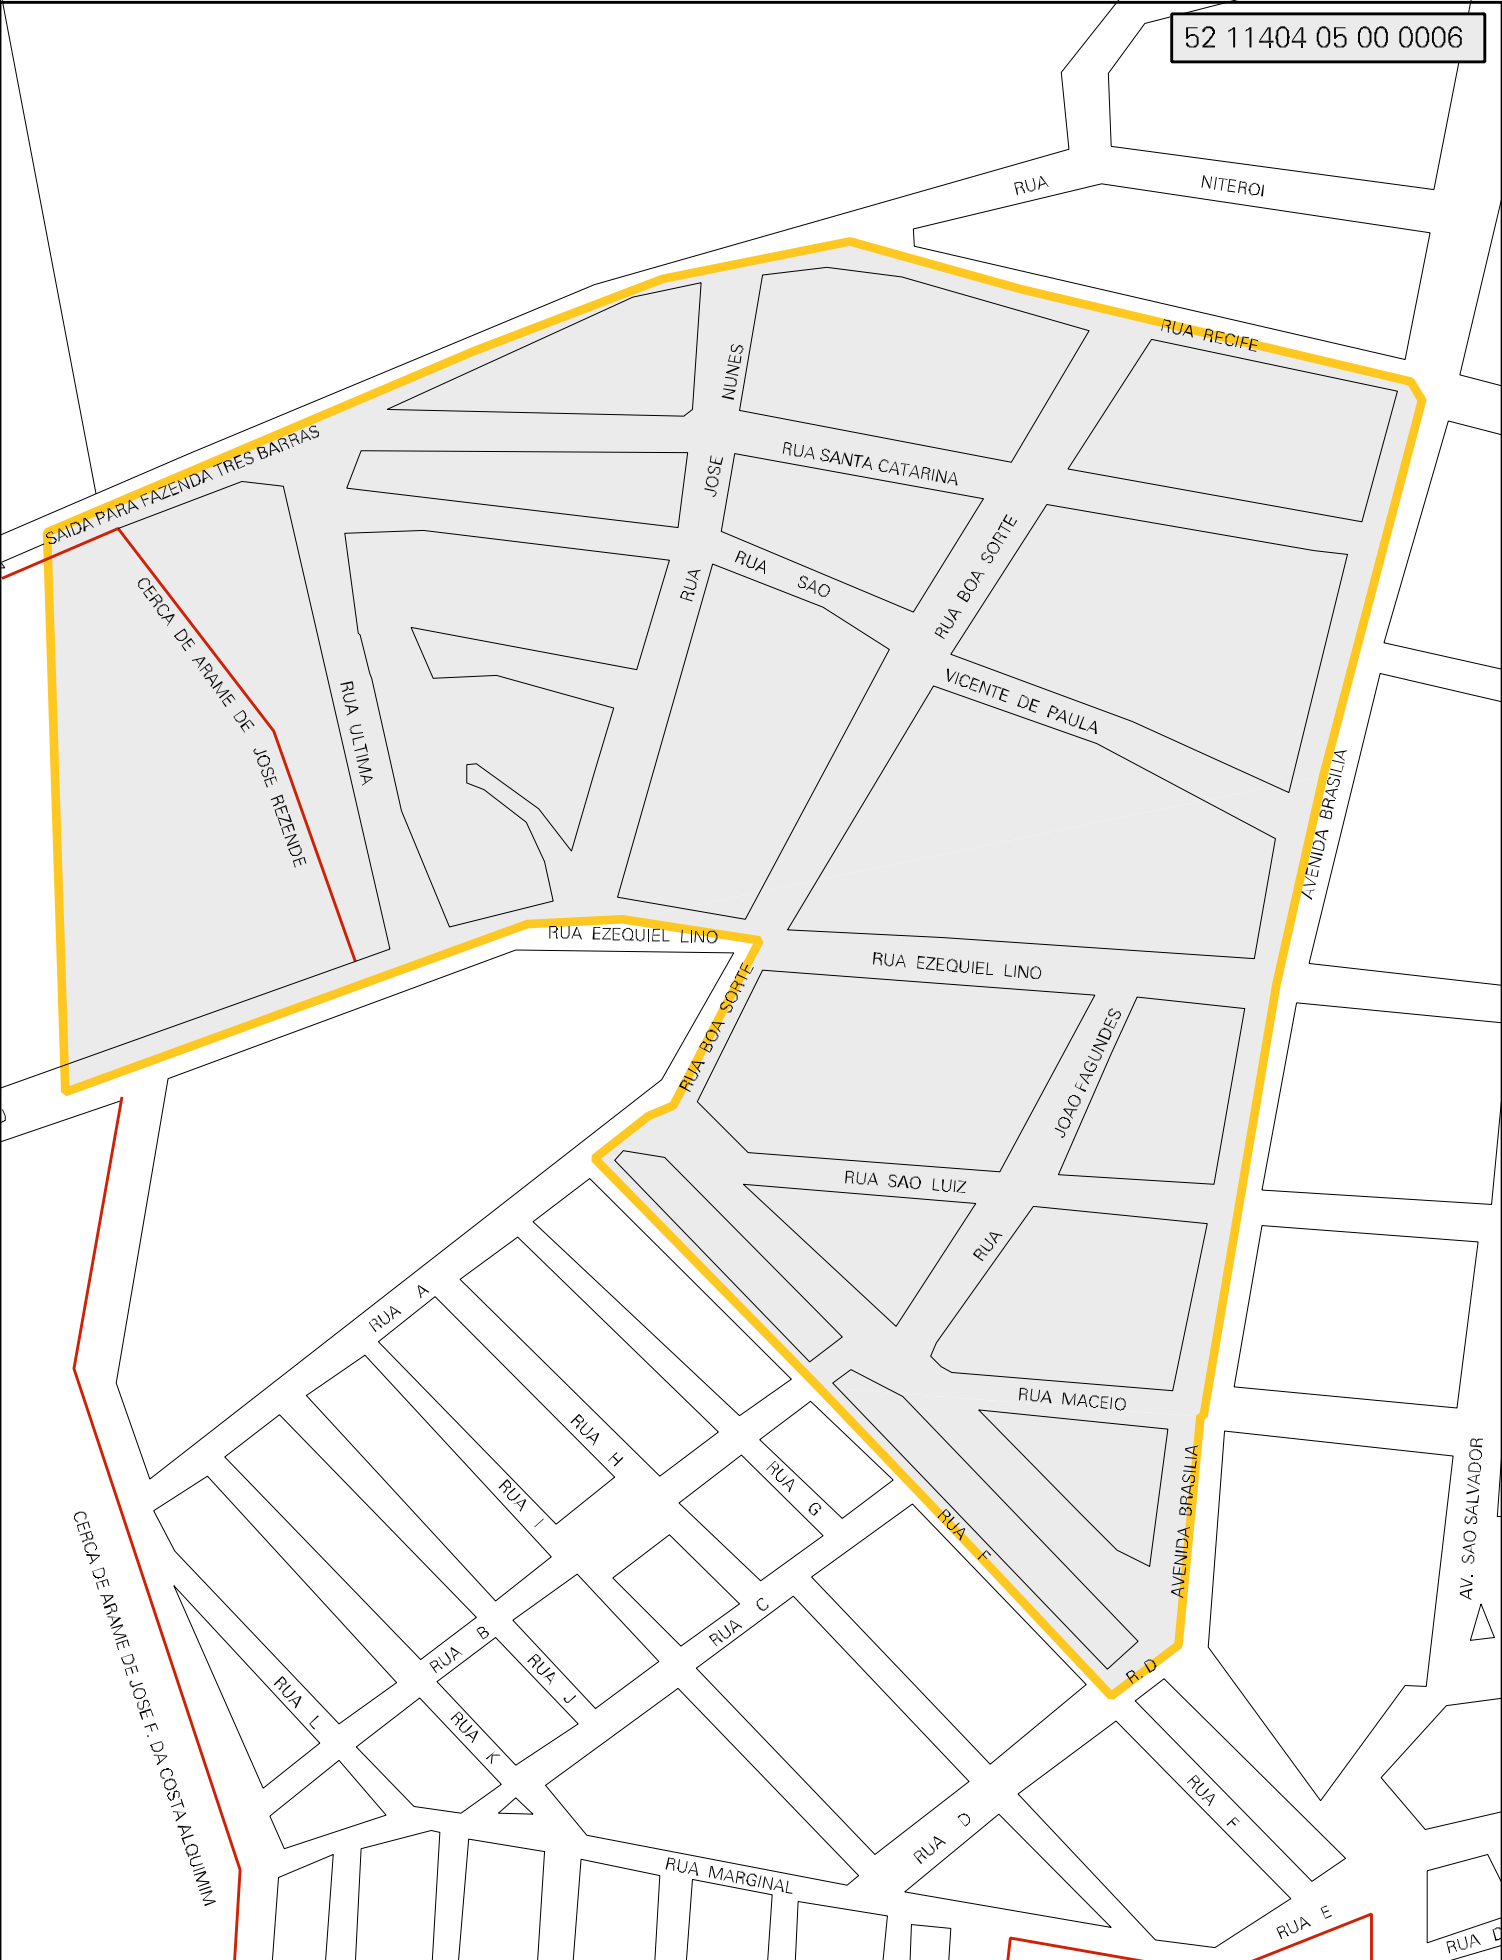 52 11404 05 00 0006
RUA NITEROI
RUA RECIFE
NUNES
SAIDA PARA FAZENDA TRES BARRAS
RUA SANTA CATARINA
JOSE
RUA BOA SORTE
RUA SAO
RUA
CERCA DE ARAME DE JOSE REZENDE
RUA ULTIMA
VICENTE DE PAULA
AVENIDA BRASILIA
RUA EZEQUIEL LINO
RUA EZEQUIEL LINO
RUA BOA SORTE
JOAO FAGUNDES
RUA SAO LUIZ
RUA
RUA A
RUA MACEIO
RUA H
RUA I
RUA G
RUA F
AVENIDA BRASILIA
AV. SAO SALVADOR
CERCA DE ARAME DE JOSE F. DA COSTA ALQUIMIM
RUA C
RUA B
RUA J
RUA L
RUA K
R. D
RUA F
RUA D
RUA MARGINAL
RUA E
RUA D